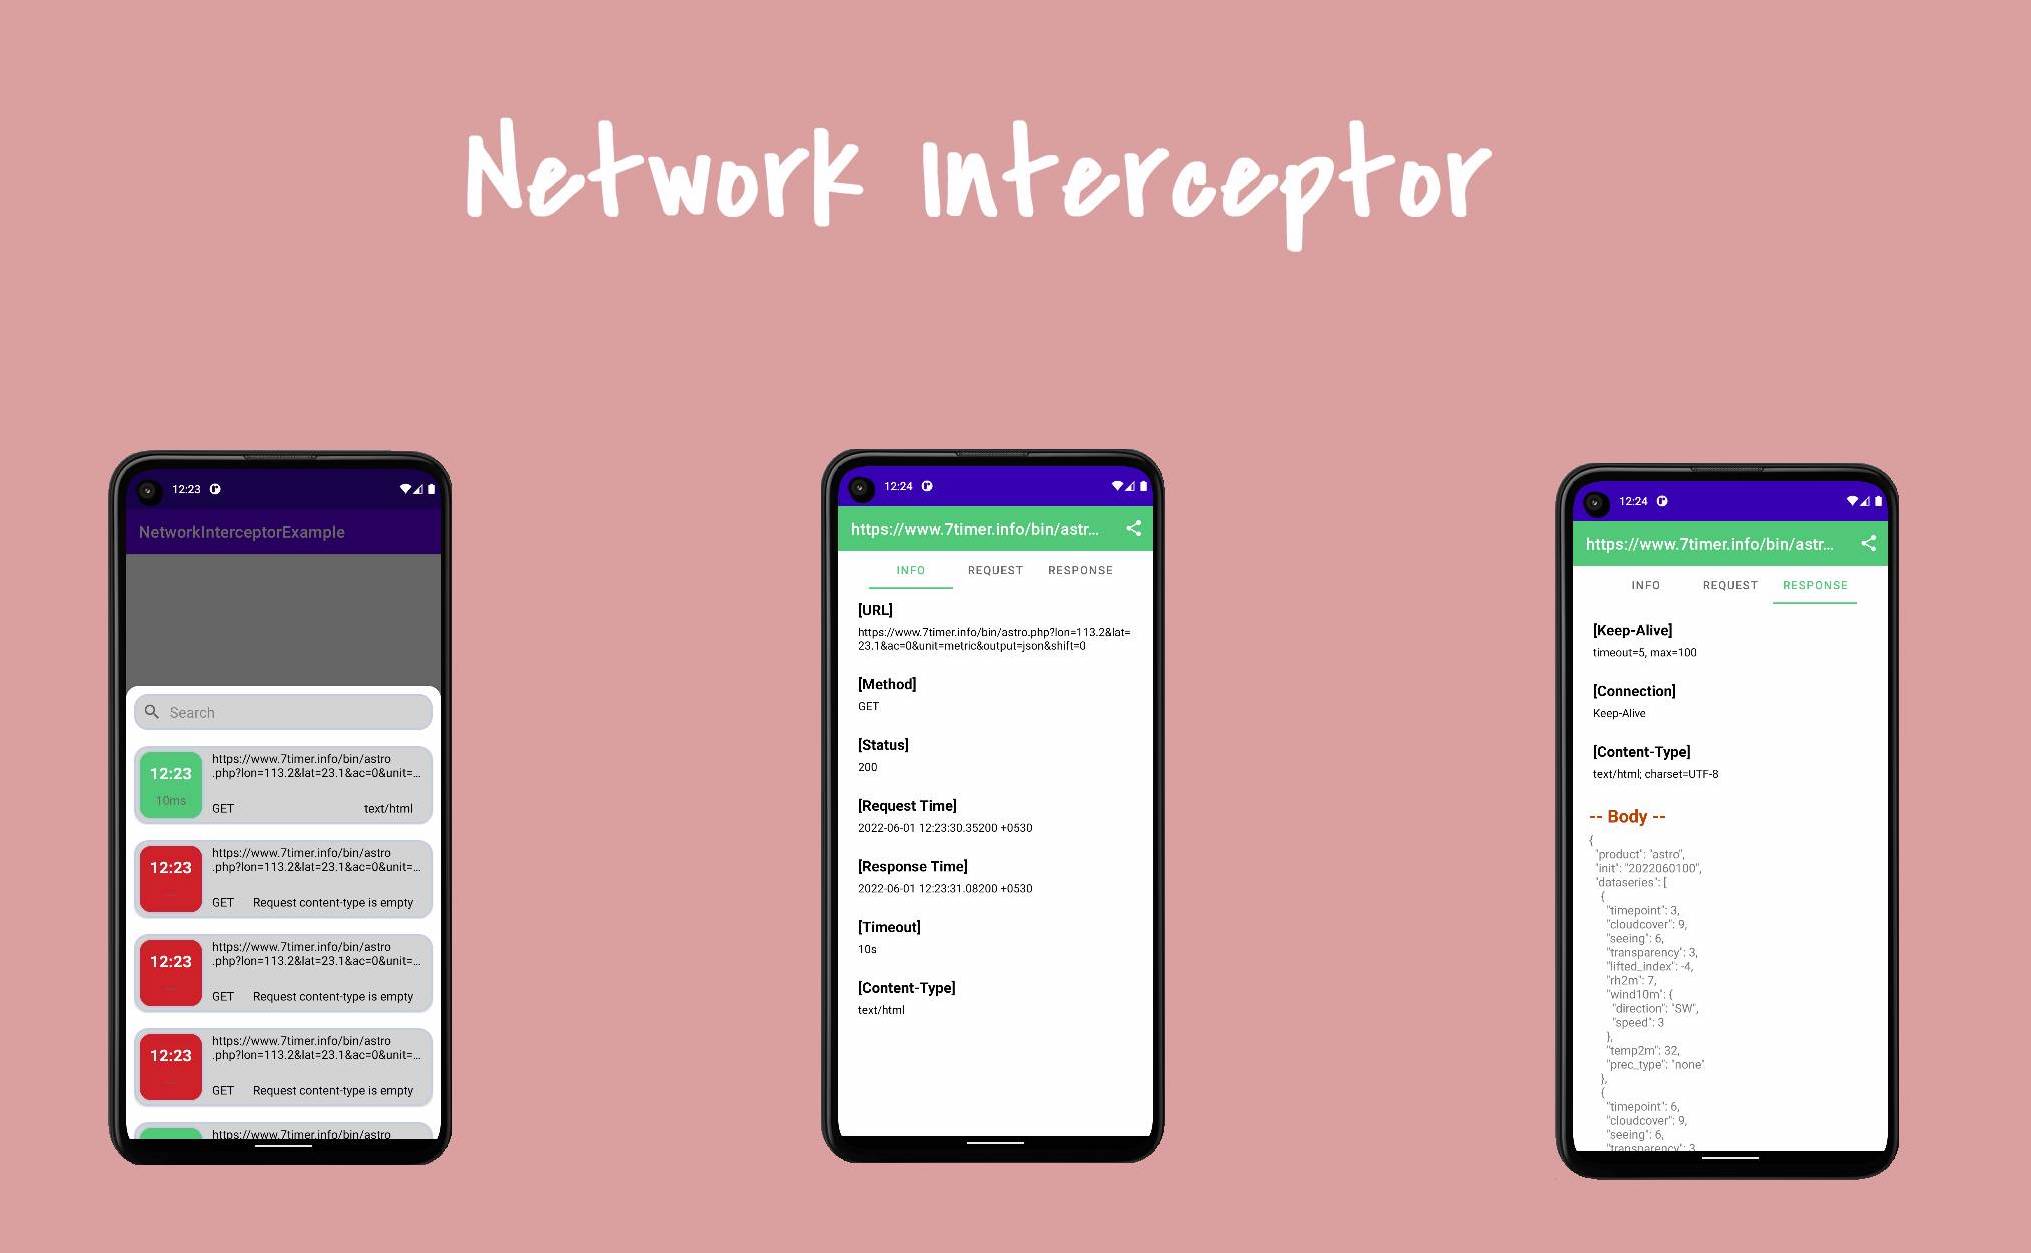 Network Interceptor
12:23
NetworkInterceptorExample
Search
12:23
10ms
https://www.7timer.info/bin/astro
.php?lon=113.2&lat=23.1&ac=0&unit=...
GET text/html
12:23
https://www.7timer.info/bin/astro
.php?lon=113.2&lat=23.1&ac=0&unit=...
GET Request content-type is empty
12:23
https://www.7timer.info/bin/astro
.php?lon=113.2&lat=23.1&ac=0&unit=...
GET Request content-type is empty
12:23
https://www.7timer.info/bin/astro
.php?lon=113.2&lat=23.1&ac=0&unit=...
GET Request content-type is empty
https://www.7timer.info/bin/astro
12:24
https://www.7timer.info/bin/astr...
INFO REQUEST RESPONSE
[URL]
https://www.7timer.info/bin/astro.php?lon=113.2&lat=
23.1&ac=0&unit=metric&output=json&shift=0
[Method]
GET
[Status]
200
[Request Time]
2022-06-01 12:23:30.35200 +0530
[Response Time]
2022-06-01 12:23:31.08200 +0530
[Timeout]
10s
[Content-Type]
text/html
12:24
https://www.7timer.info/bin/astr...
INFO REQUEST RESPONSE
[Keep-Alive]
timeout=5, max=100
[Connection]
Keep-Alive
[Content-Type]
text/html; charset=UTF-8
-- Body --
{
"product": "astro",
"init": "2022060100",
"dataseries": [
{
"timepoint": 3,
"cloudcover": 9,
"seeing": 6,
"transparency": 3,
"lifted_index": -4,
"rh2m": 7,
"wind10m": {
"direction": "SW",
"speed": 3
},
"temp2m": 32,
"prec_type": "none"
},
{
"timepoint": 6,
"cloudcover": 9,
"seeing": 6,
"transparency": 3